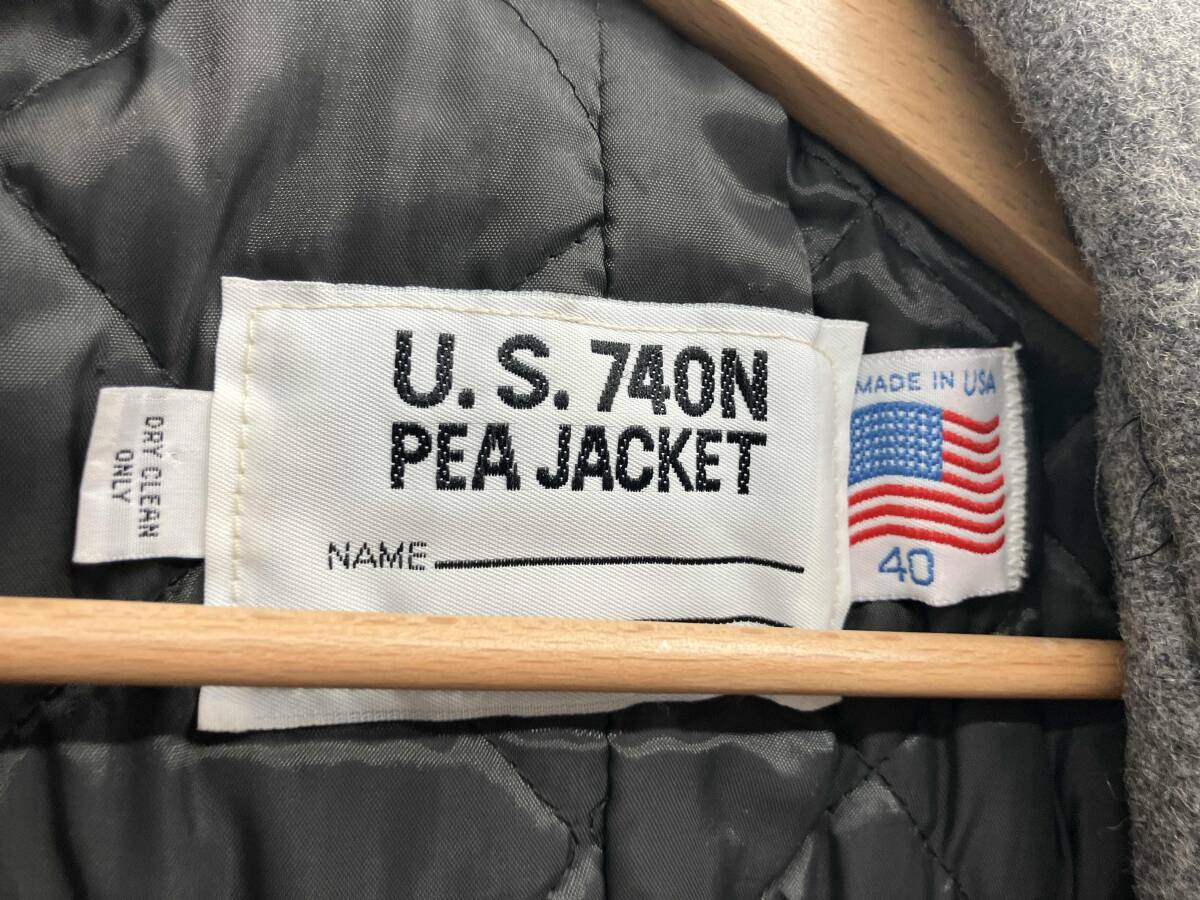 U.S. 740N
PEA JACKET
NAME
DRY CLEAN
ONLY
MADE IN USA
40